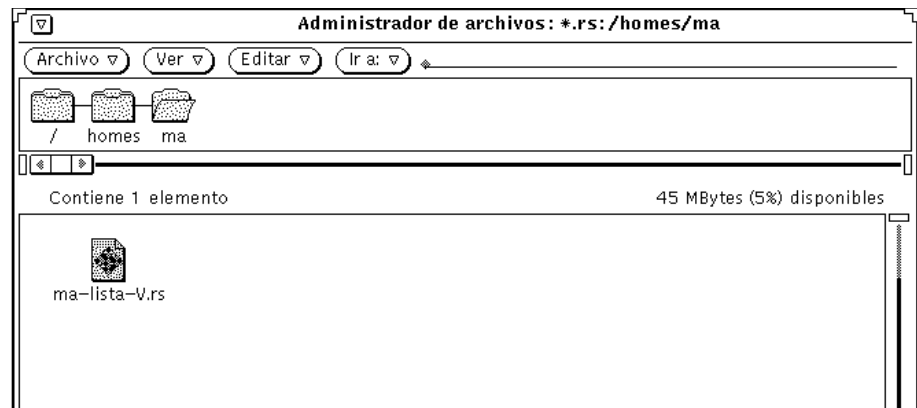 Administrador de archivos: *.rs:/homes/ma
Archivo Ver Editar Ir a:
/ homes ma
Contiene 1 elemento 45 MBytes (5%) disponibles
ma-lista-V.rs